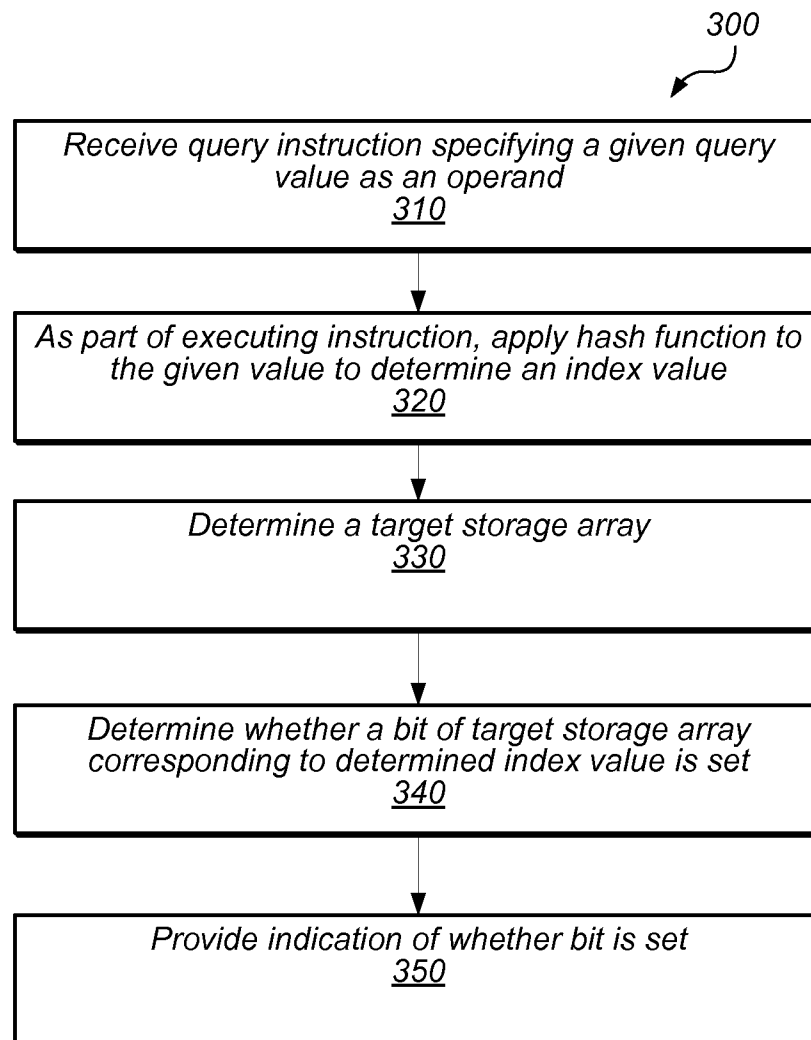 300
Receive query instruction specifying a given query
value as an operand
310
As part of executing instruction, apply hash function to
the given value to determine an index value
320
Determine a target storage array
330
Determine whether a bit of target storage array
corresponding to determined index value is set
340
Provide indication of whether bit is set
350